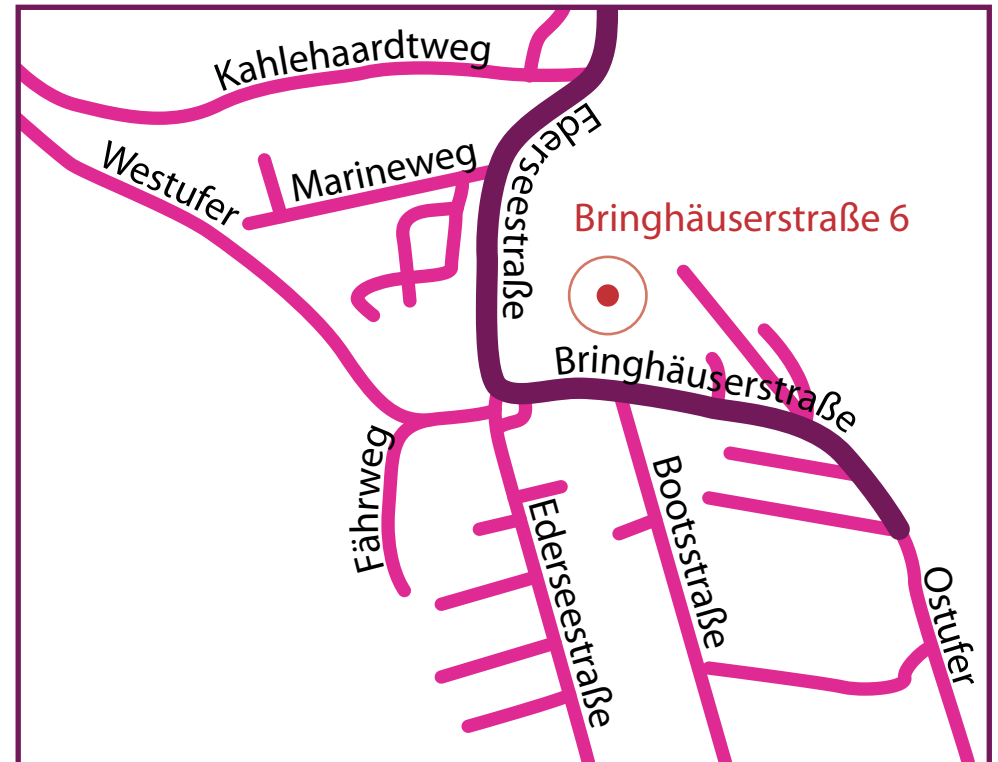 Kahlehaardtweg
Ederseestraße
Westufer
Marineweg
Bringhäuserstraße 6
Bringhäuserstraße
Fährweg
Ederseestraße
Bootsstraße
Ostufer